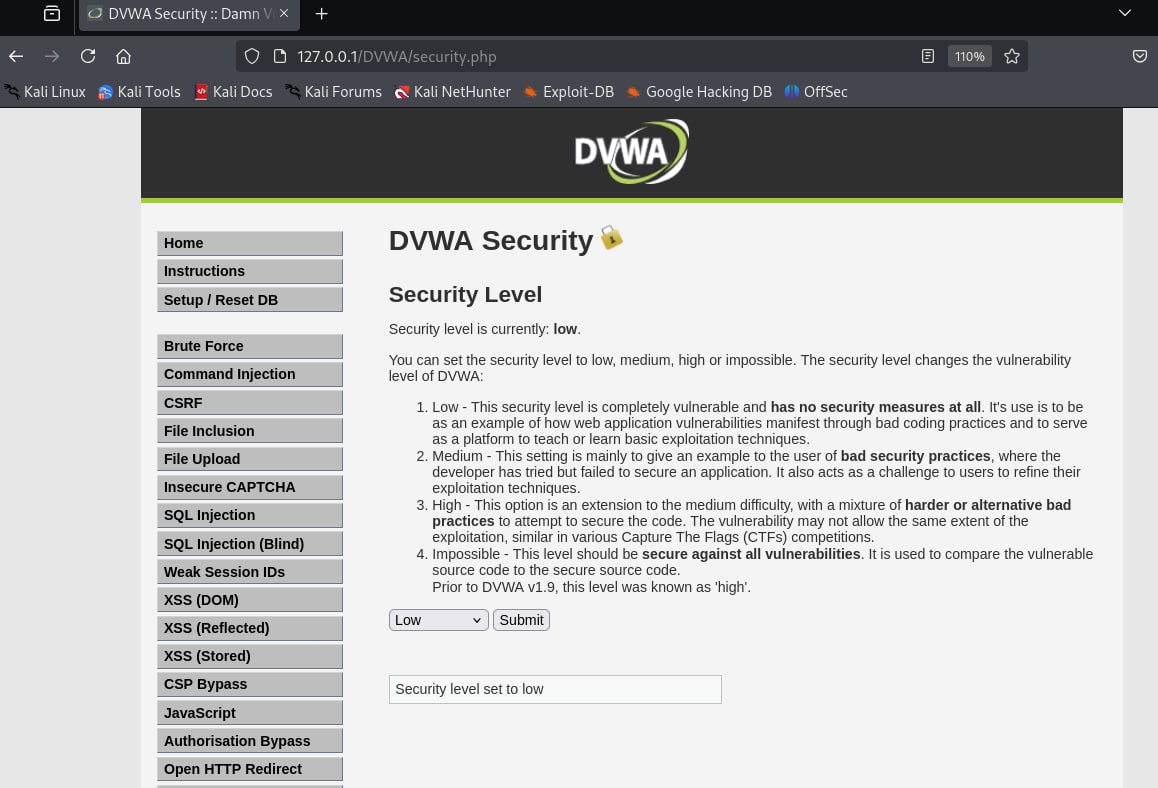 DVWA Security :: Damn Vu
127.0.0.1/DVWA/security.php
110%
Kali Linux Kali Tools Kali Docs Kali Forums Kali NetHunter Exploit-DB Google Hacking DB OffSec
DVWA
Home
Instructions
Setup / Reset DB
Brute Force
Command Injection
CSRF
File Inclusion
File Upload
Insecure CAPTCHA
SQL Injection
SQL Injection (Blind)
Weak Session IDs
XSS (DOM)
XSS (Reflected)
XSS (Stored)
CSP Bypass
JavaScript
Authorisation Bypass
Open HTTP Redirect
DVWA Security
Security Level
Security level is currently: low.
You can set the security level to low, medium, high or impossible. The security level changes the vulnerability
level of DVWA:
1. Low - This security level is completely vulnerable and has no security measures at all. It's use is to be
as an example of how web application vulnerabilities manifest through bad coding practices and to serve
as a platform to teach or learn basic exploitation techniques.
2. Medium - This setting is mainly to give an example to the user of bad security practices, where the
developer has tried but failed to secure an application. It also acts as a challenge to users to refine their
exploitation techniques.
3. High - This option is an extension to the medium difficulty, with a mixture of harder or alternative bad
practices to attempt to secure the code. The vulnerability may not allow the same extent of the
exploitation, similar in various Capture The Flags (CTFs) competitions.
4. Impossible - This level should be secure against all vulnerabilities. It is used to compare the vulnerable
source code to the secure source code.
Prior to DVWA v1.9, this level was known as 'high'.
Low Submit
Security level set to low